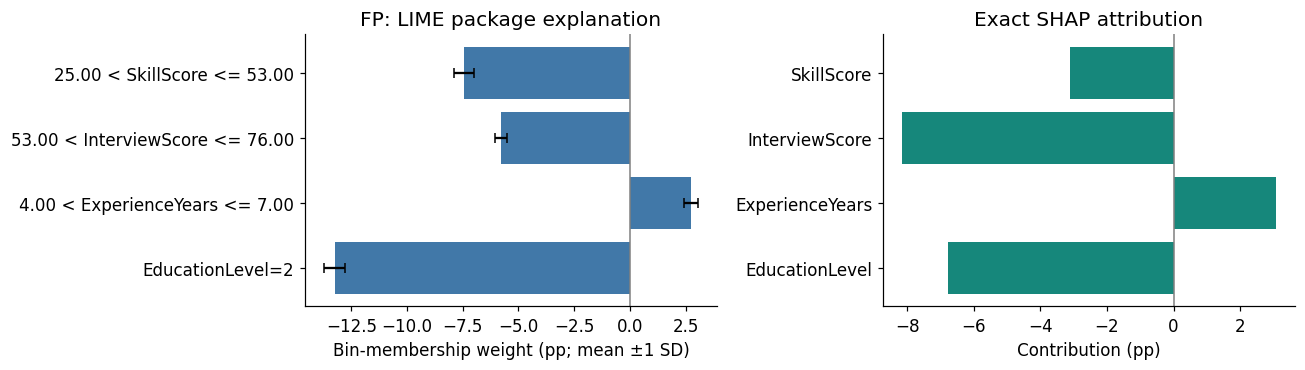 FP: LIME package explanation
25.00 < SkillScore <= 53.00
53.00 < InterviewScore <= 76.00
4.00 < ExperienceYears <= 7.00
EducationLevel=2
−12.5 −10.0 −7.5 −5.0 −2.5 0.0 2.5
Bin-membership weight (pp; mean ±1 SD)
Exact SHAP attribution
SkillScore
InterviewScore
ExperienceYears
EducationLevel
−8 −6 −4 −2 0 2
Contribution (pp)